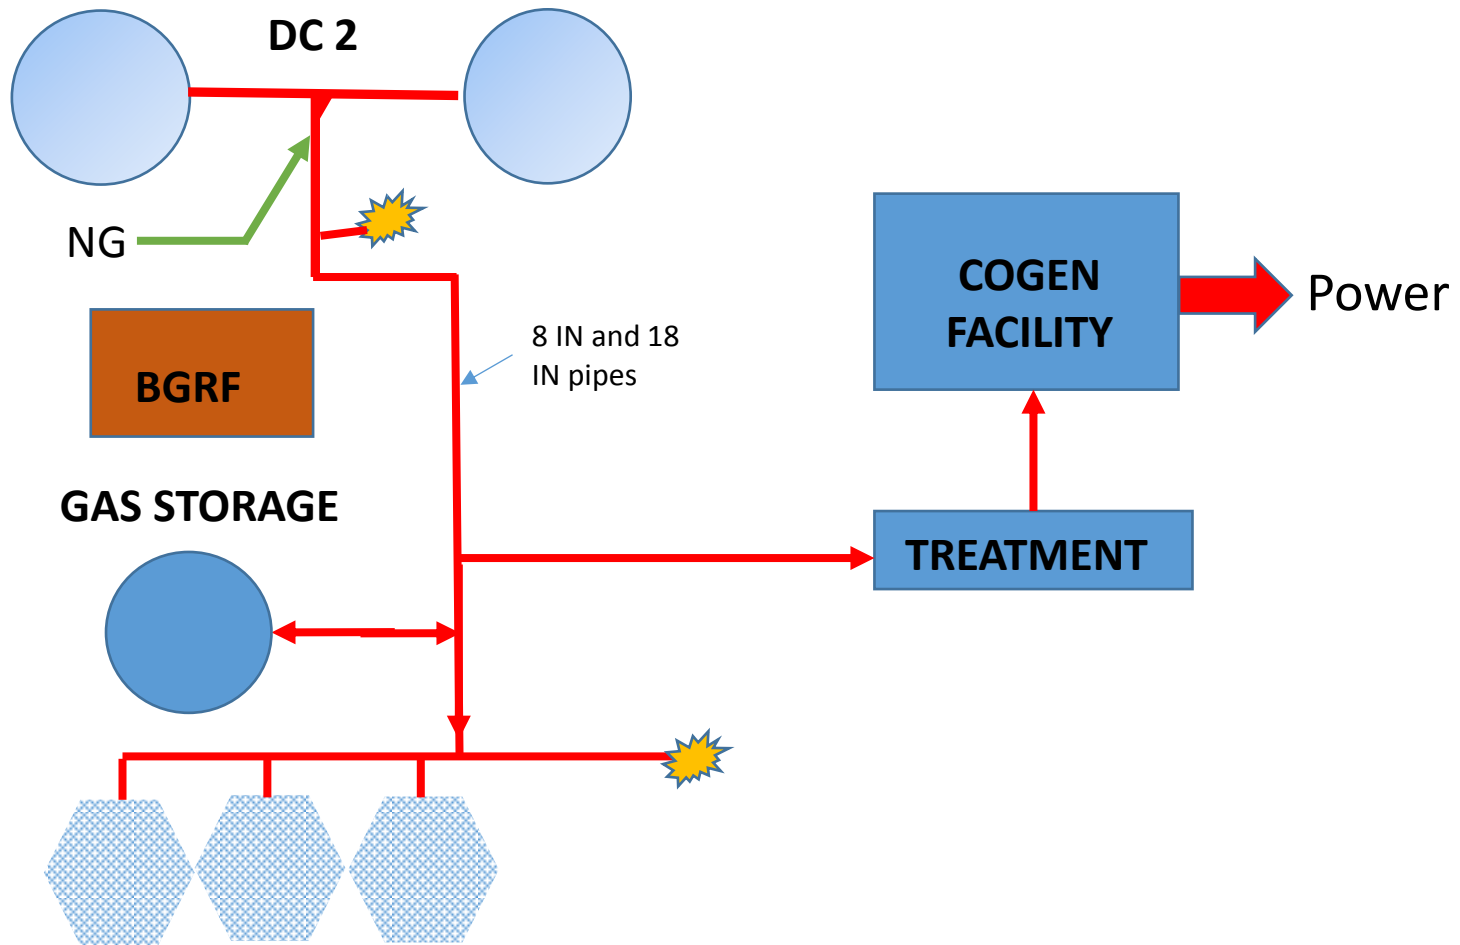 DC 2
NG
COGEN
FACILITY
Power
8 IN and 18
IN pipes
BGRF
GAS STORAGE
TREATMENT